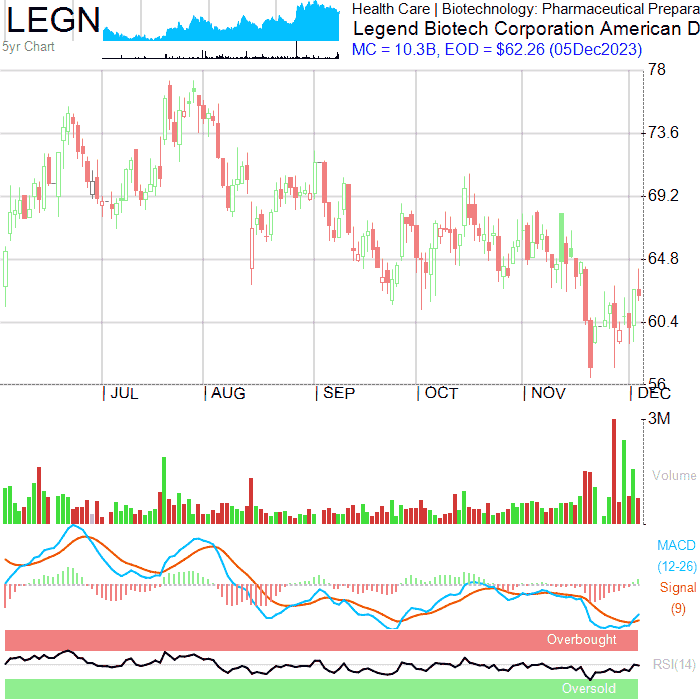 LEGN
5yr Chart
Health Care | Biotechnology: Pharmaceutical Prepara
Legend Biotech Corporation American D
MC = 10.3B, EOD = $62.26 (05Dec2023)
78
73.6
69.2
64.8
60.4
56
JUL AUG SEP OCT NOV DEC
3M
Volume
MACD
(12-26)
Signal
(9)
Overbought
RSI(14)
Oversold